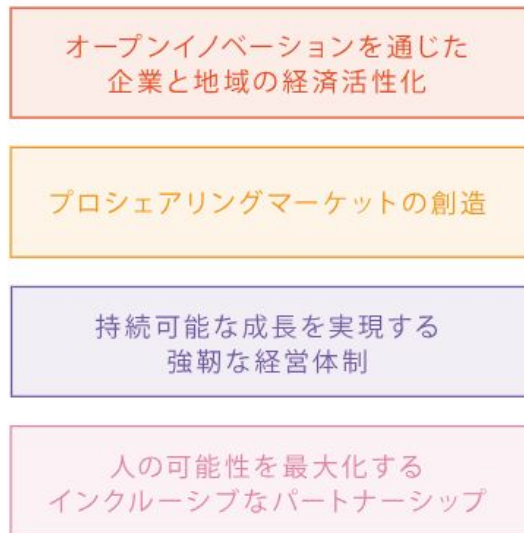 オープンイノベーションを通じた
企業と地域の経済活性化
プロシェアリングマーケットの創造
持続可能な成長を実現する
強靭な経営体制
人の可能性を最大化する
インクルーシブなパートナーシップ